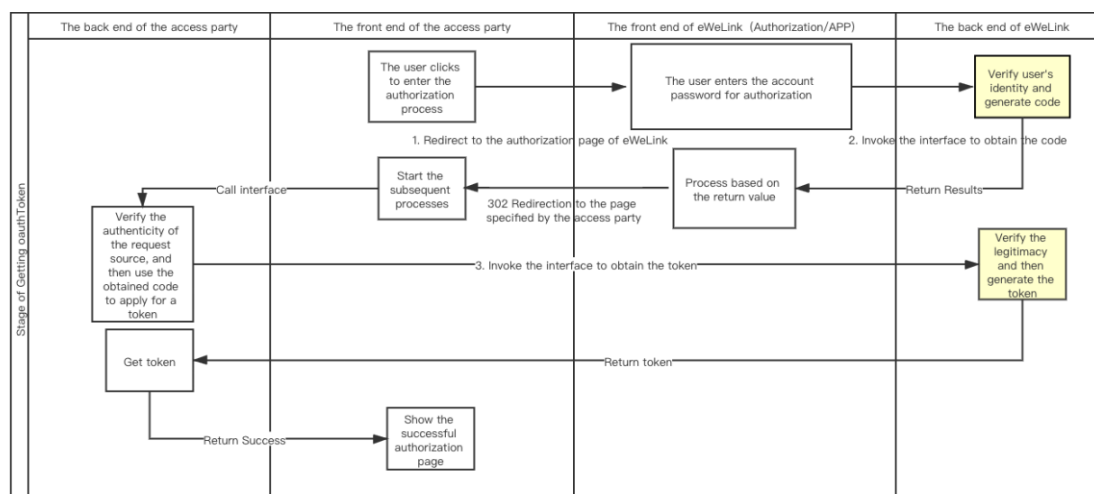 The back end of the access party
The front end of the access party
The front end of eWeLink (Authorization/APP)
The back end of eWeLink
Stage of Getting oauthToken
The user clicks
to enter the
authorization
process
The user enters the account
password for authorization
Verify user's
identity and
generate code
1. Redirect to the authorization page of eWeLink
2. Invoke the interface to obtain the code
Start the
subsequent
processes
Process based on
the return value
Call interface
Return Results
302 Redirection to the page
specified by the access party
Verify the
authenticity of
the request
source, and
then use the
obtained code
to apply for a
token
3. Invoke the interface to obtain the token
Verify the
legitimacy
and then
generate the
token
Get token
Return token
Return Success
Show the
successful
authorization
page